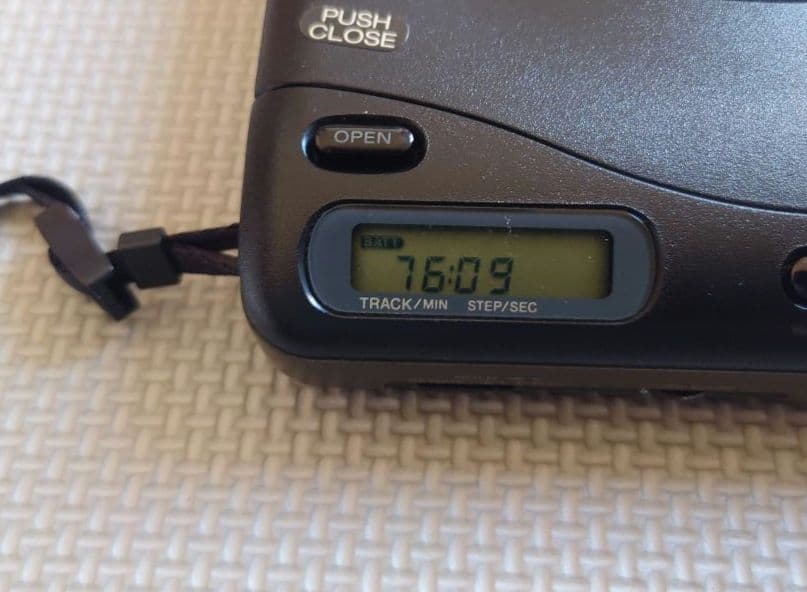 PUSH
CLOSE
OPEN
BATT
76:09
TRACK/MIN STEP/SEC